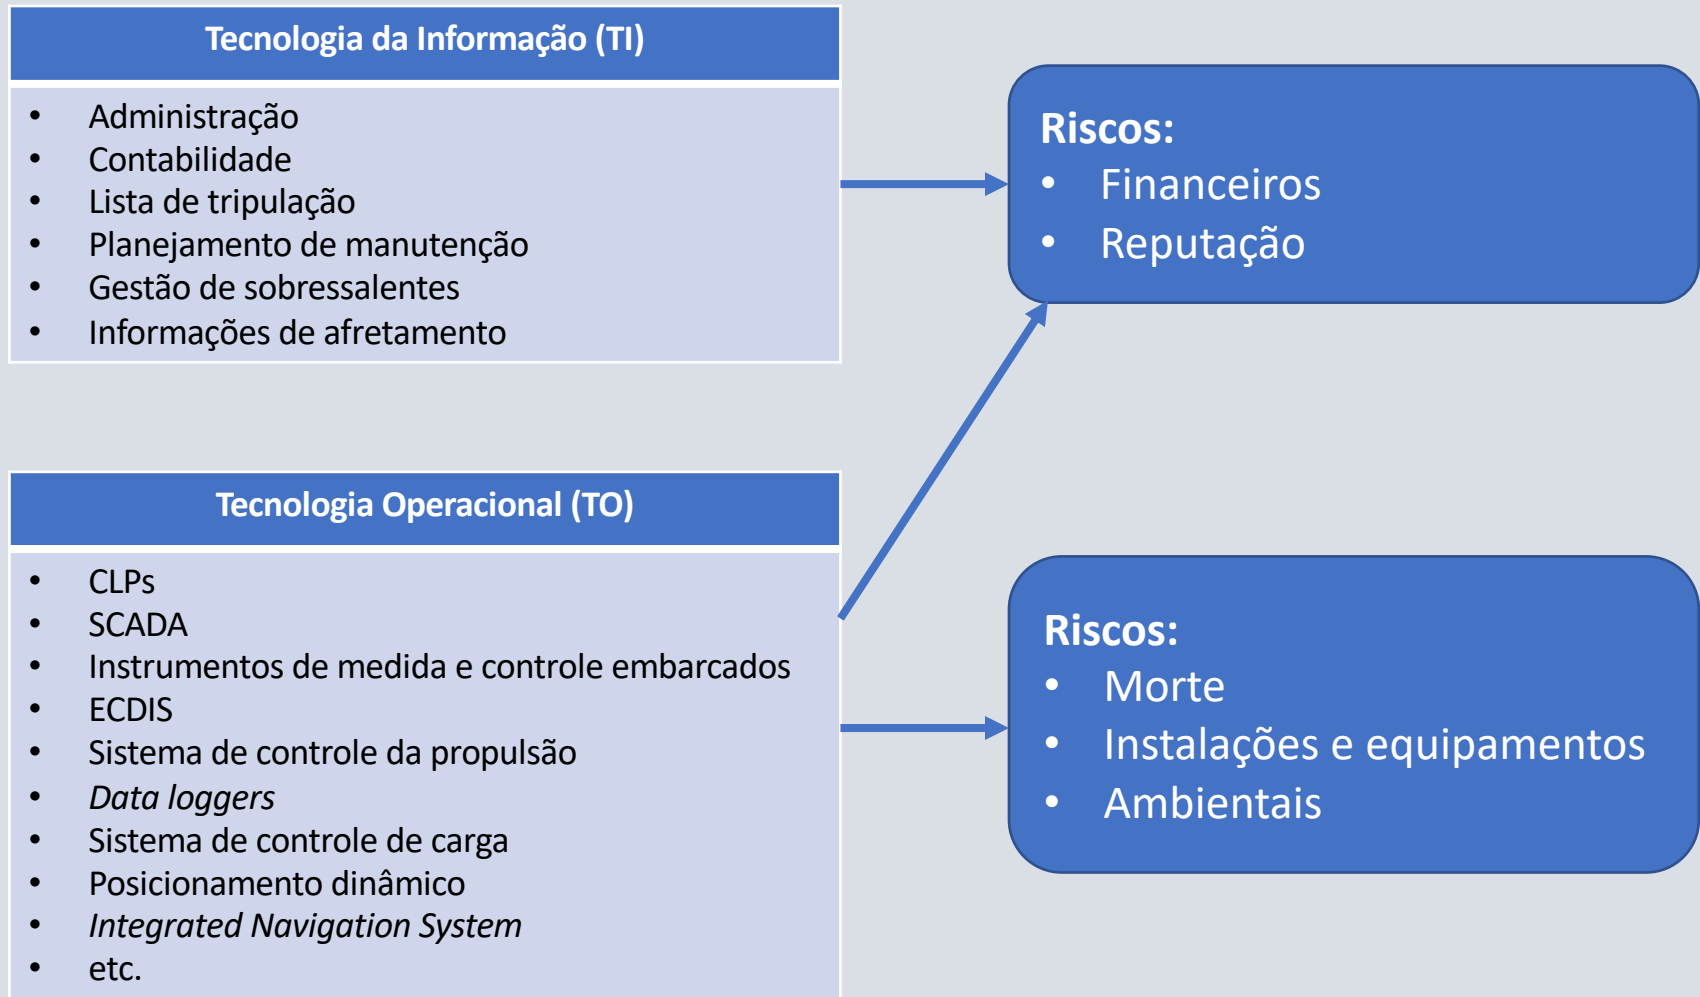 Tecnologia da Informação (TI)
• Administração
• Contabilidade
• Lista de tripulação
• Planejamento de manutenção
• Gestão de sobressalentes
• Informações de afretamento
Riscos:
• Financeiros
• Reputação
Tecnologia Operacional (TO)
• CLPs
• SCADA
• Instrumentos de medida e controle embarcados
• ECDIS
• Sistema de controle da propulsão
• Data loggers
• Sistema de controle de carga
• Posicionamento dinâmico
• Integrated Navigation System
• etc.
Riscos:
• Morte
• Instalações e equipamentos
• Ambientais